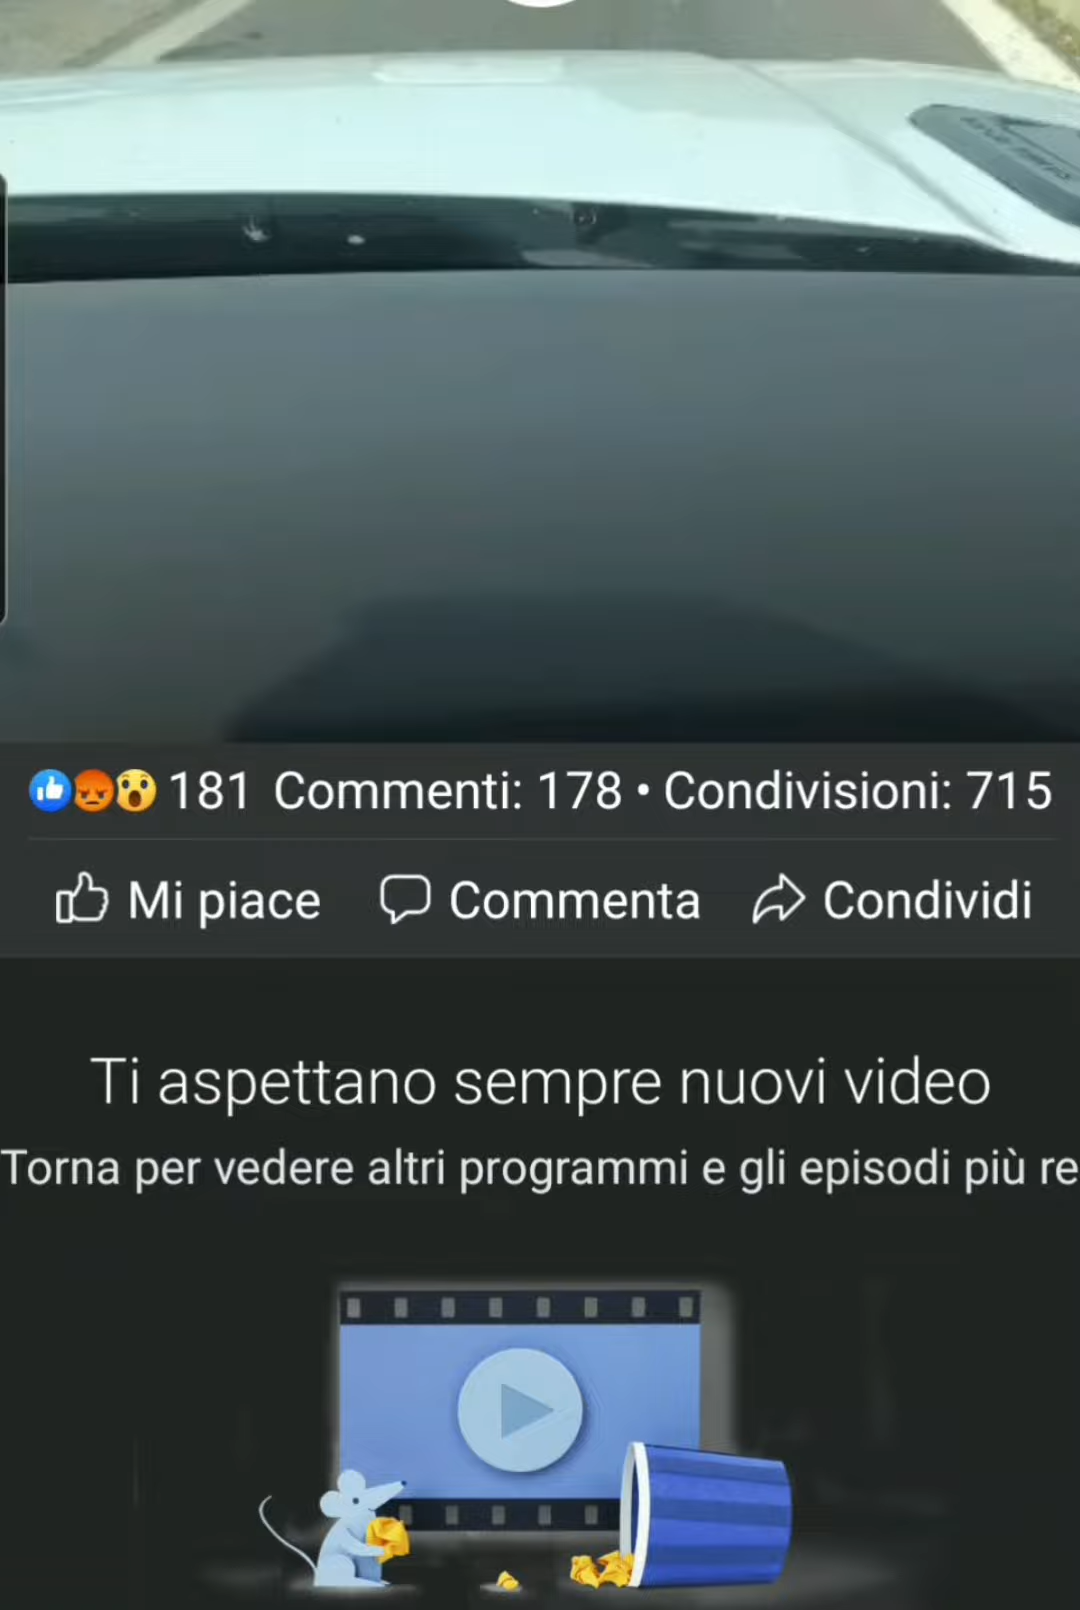 181 Commenti: 178 • Condivisioni: 715
Mi piace Commenta Condividi
Ti aspettano sempre nuovi video
Torna per vedere altri programmi e gli episodi più re